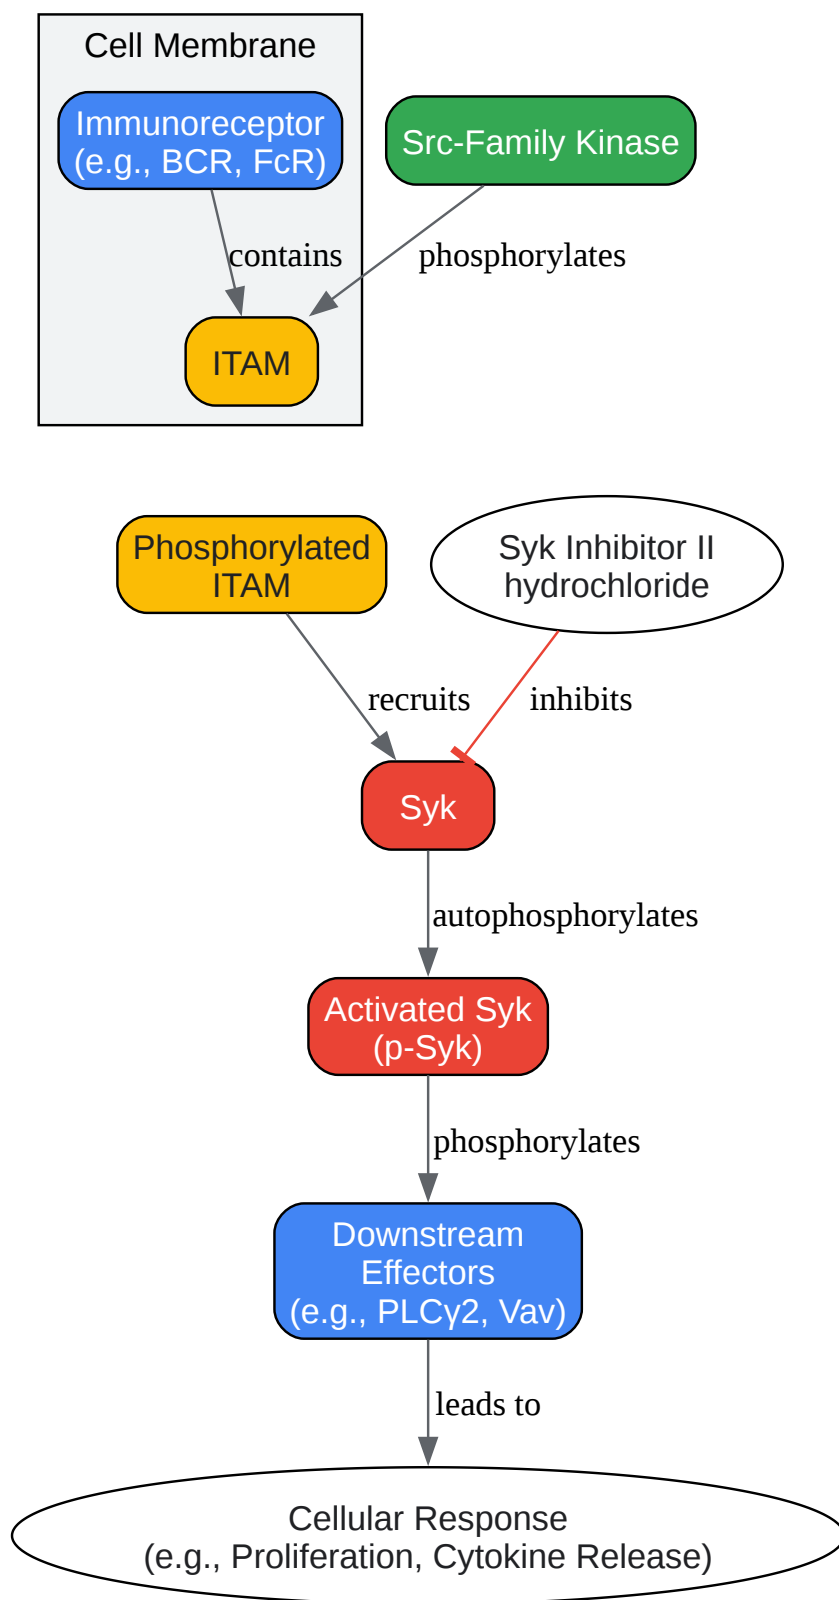 Cell Membrane
Immunoreceptor
(e.g., BCR, FcR)
Src-Family Kinase
contains
phosphorylates
ITAM
Phosphorylated
ITAM
Syk Inhibitor II
hydrochloride
recruits
inhibits
Syk
autophosphorylates
Activated Syk
(p-Syk)
phosphorylates
Downstream
Effectors
(e.g., PLCγ2, Vav)
leads to
Cellular Response
(e.g., Proliferation, Cytokine Release)